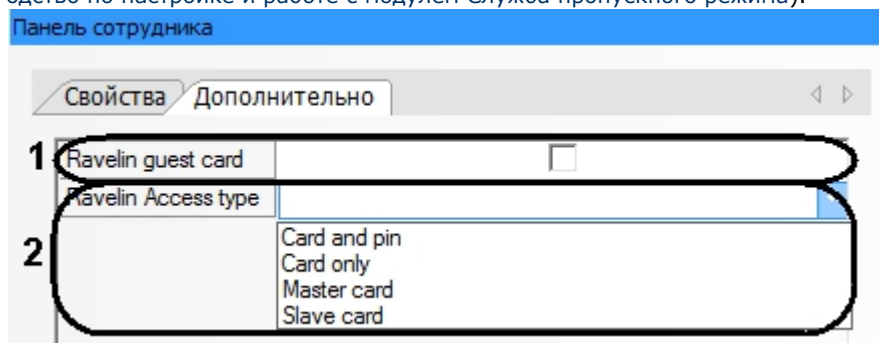 одство по настройке и работе с модулем Служба пропускного режима).
Панель сотрудника
Свойства Дополнительно
1 Ravelin guest card
Ravelin Access type
2
Card and pin
Card only
Master card
Slave card